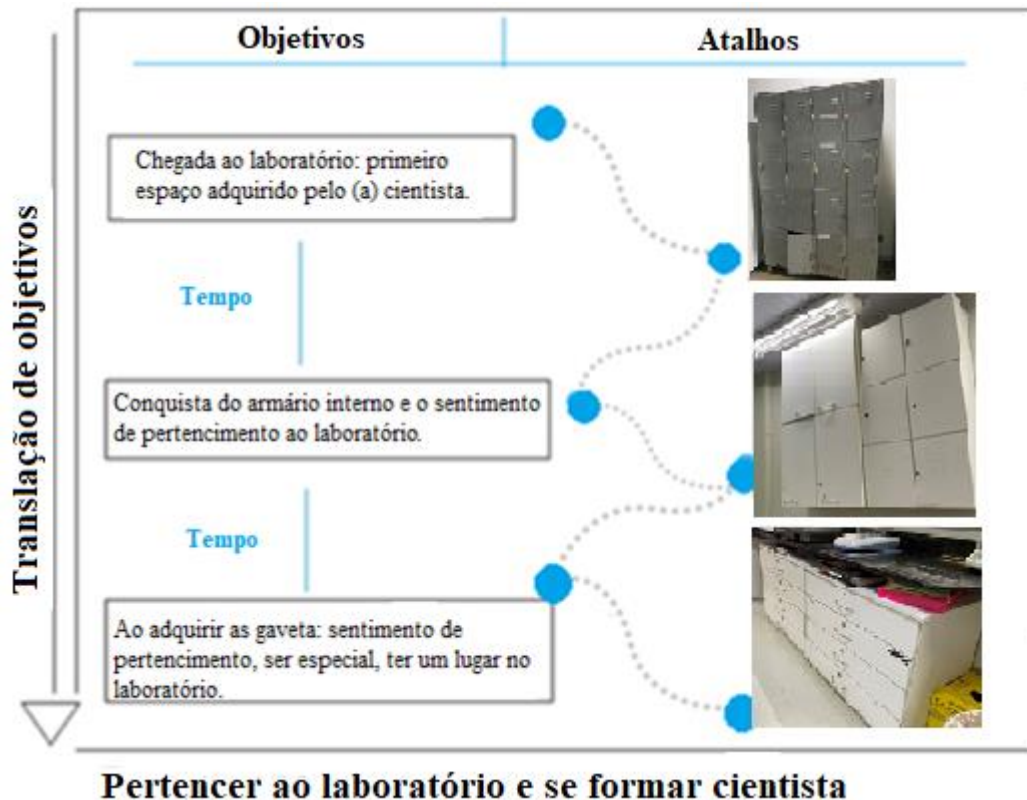 Objetivos
Atalhos
Translação de objetivos
Chegada ao laboratório: primeiro
espaço adquirido pelo (a) cientista.
Tempo
Conquista do armário interno e o sentimento
de pertencimento ao laboratório.
Tempo
Ao adquirir as gaveta: sentimento de
pertencimento, ser especial, ter um lugar no
laboratório.
Pertencer ao laboratório e se formar cientista